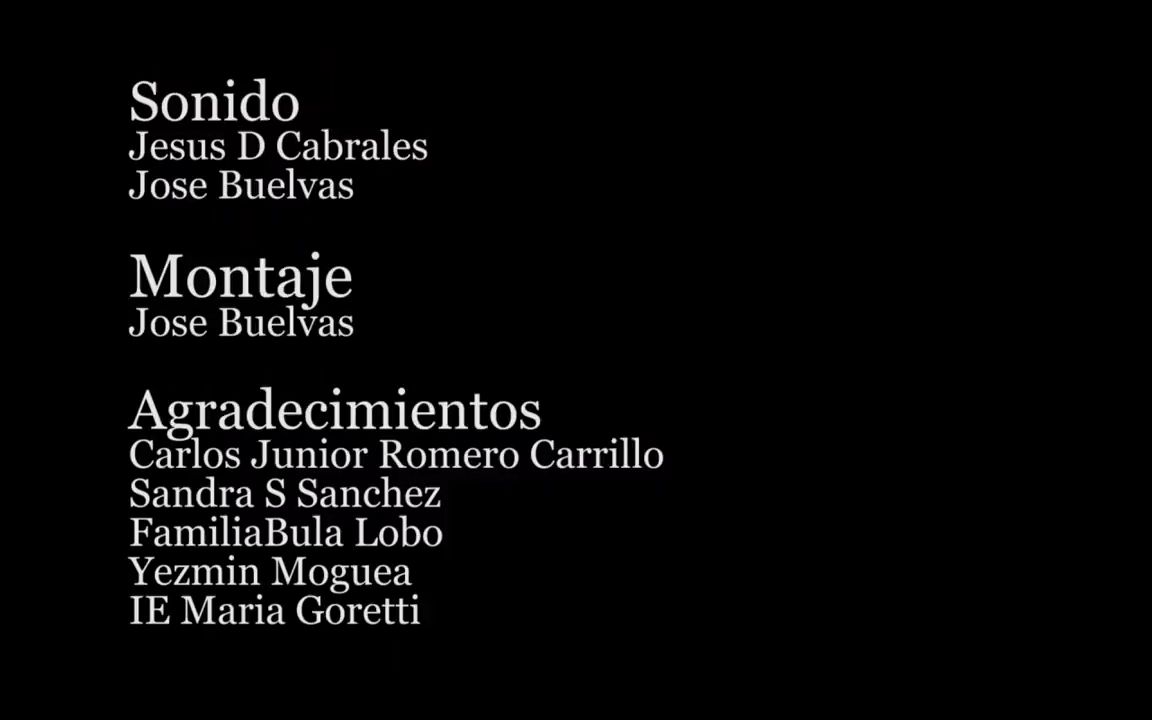 Sonido
Jesus D Cabrales
Jose Buelvas
Montaje
Jose Buelvas
Agradecimientos
Carlos Junior Romero Carrillo
Sandra S Sanchez
FamiliaBula Lobo
Yezmin Moguea
IE Maria Goretti